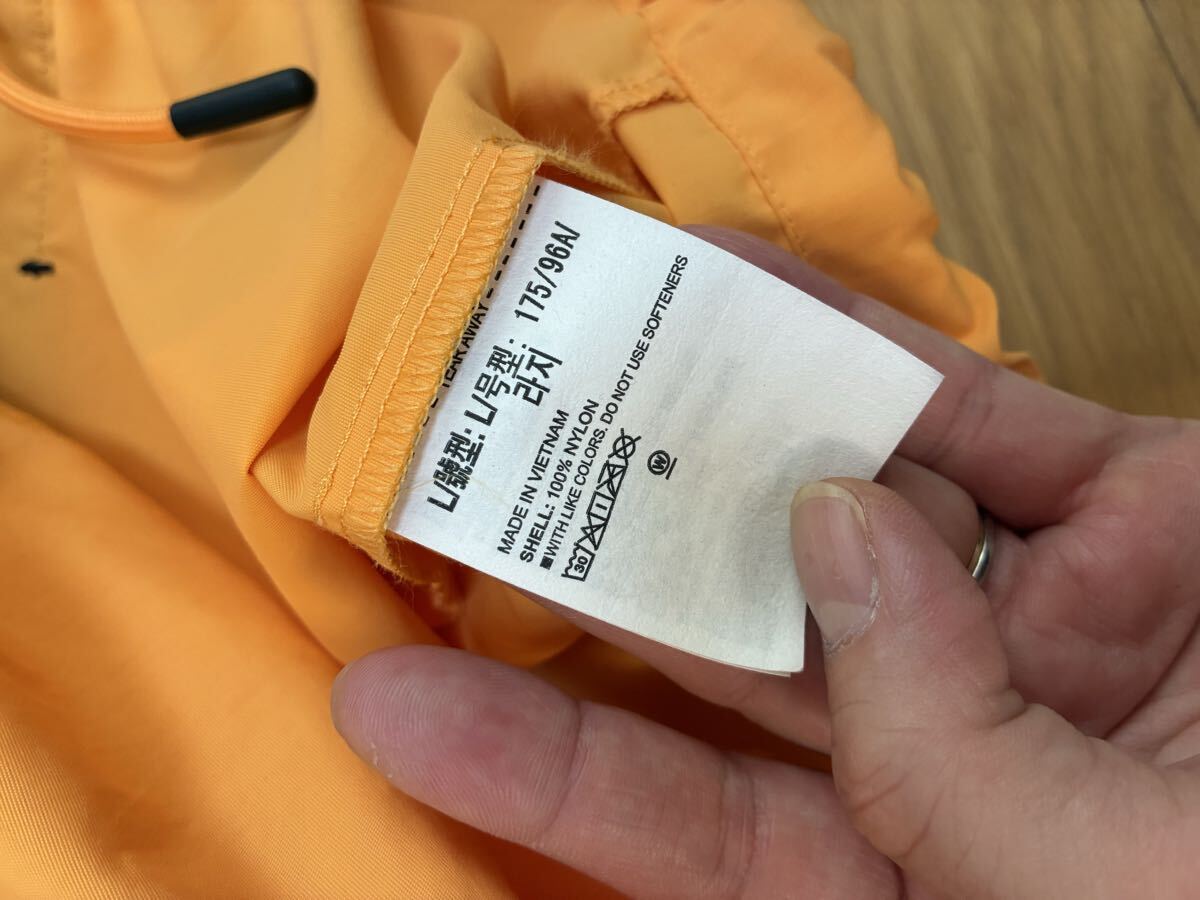 TEAR AWAY
L/號型: L/号型: 175/96A/
라지
MADE IN VIETNAM
SHELL: 100% NYLON
■WITH LIKE COLORS. DO NOT USE SOFTENERS
30
W